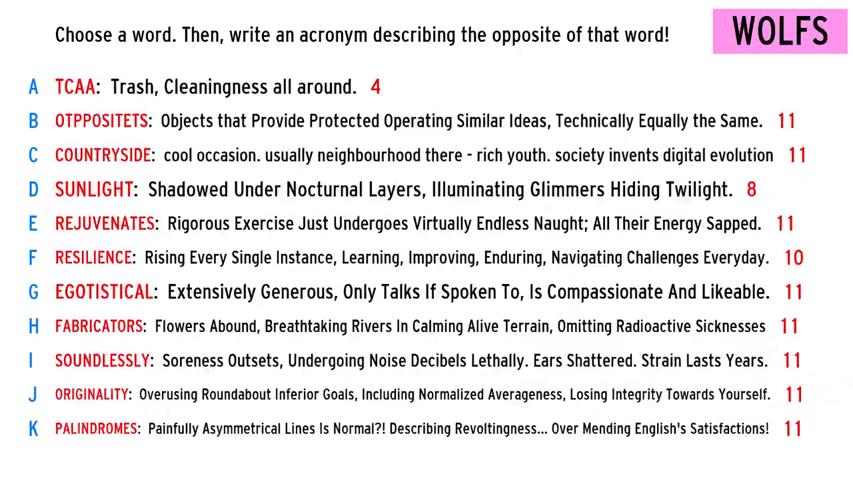 Choose a word. Then, write an acronym describing the opposite of that word!
WOLFS
A TCAA: Trash, Cleaningness all around. 4
B OTPPOSITETS: Objects that Provide Protected Operating Similar Ideas, Technically Equally the Same. 11
C COUNTRYSIDE: cool occasion. usually neighbourhood there - rich youth. society invents digital evolution 11
D SUNLIGHT: Shadowed Under Nocturnal Layers, Illuminating Glimmers Hiding Twilight. 8
E REJUVENATES: Rigorous Exercise Just Undergoes Virtually Endless Naught; All Their Energy Sapped. 11
F RESILIENCE: Rising Every Single Instance, Learning, Improving, Enduring, Navigating Challenges Everyday. 10
G EGOTISTICAL: Extensively Generous, Only Talks If Spoken To, Is Compassionate And Likeable. 11
H FABRICATORS: Flowers Abound, Breathtaking Rivers In Calming Alive Terrain, Omitting Radioactive Sicknesses 11
I SOUNDLESSLY: Soreness Outsets, Undergoing Noise Decibels Lethally. Ears Shattered. Strain Lasts Years. 11
J ORIGINALITY: Overusing Roundabout Inferior Goals, Including Normalized Averageness, Losing Integrity Towards Yourself. 11
K PALINDROMES: Painfully Asymmetrical Lines Is Normal?! Describing Revoltingness... Over Mending English's Satisfactions! 11